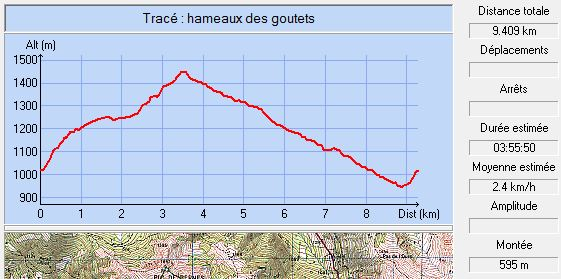 Tracé : hameaux des goutets
Alt (m)
1500
1400
1300
1200
1100
1000
900
0
1
2
3
4
5
6
7
8
Dist (km)
Distance totale
9.409 km
Déplacements
Arrêts
Durée estimée
03:55:50
Moyenne estimée
2.4 km/h
Amplitude
Montée
595 m